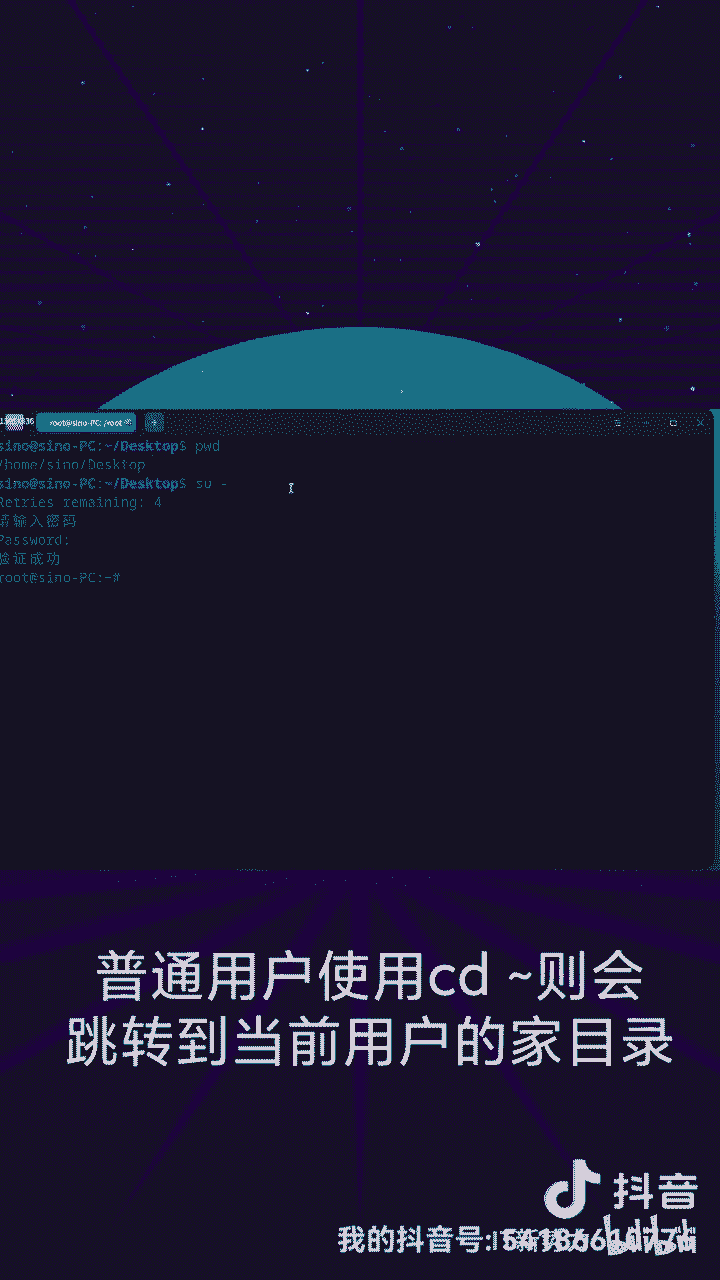 root@sino-PC: /root
sino@sino-PC:~/Desktop$ pwd
/home/sino/Desktop
sino@sino-PC:~/Desktop$ su -
Retries remaining: 4
请输入密码
Password:
验证成功
root@sino-PC:~#
普通用户使用cd ~则会
跳转到当前用户的家目录
抖音
我的抖音号: